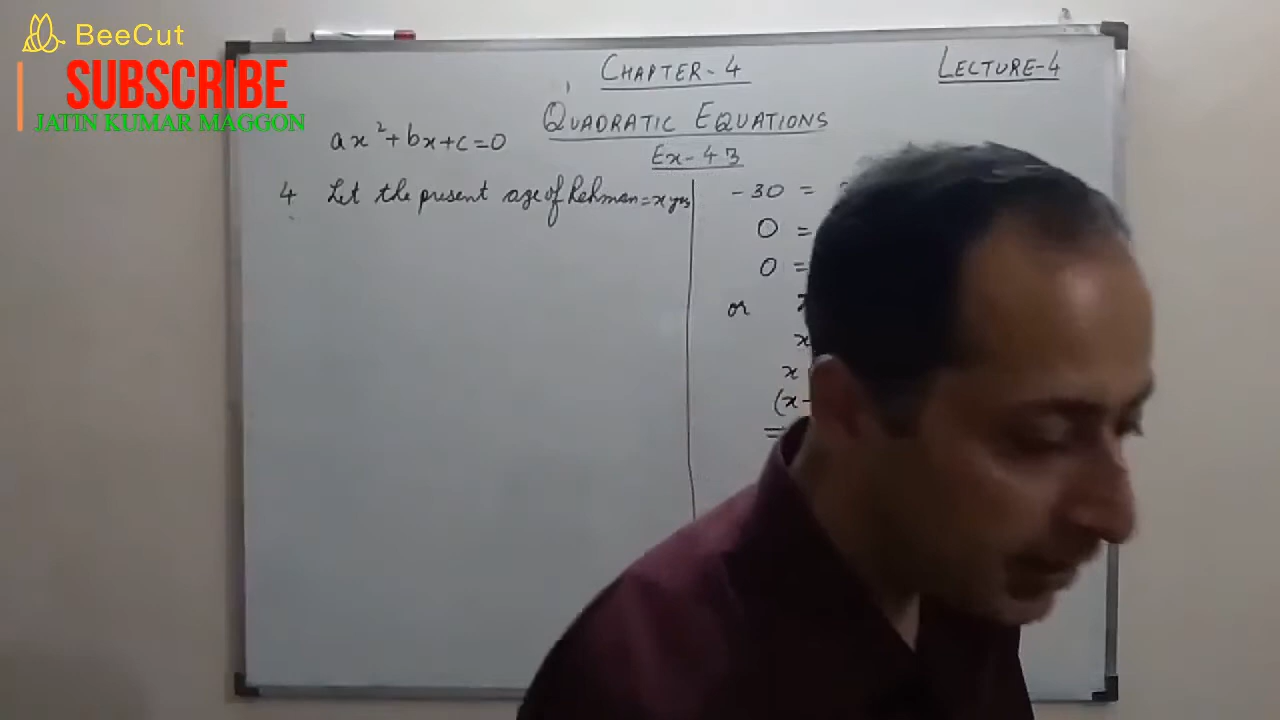 BeeCut
SUBSCRIBE
JATIN KUMAR MAGGON
CHAPTER-4
LECTURE-4
QUADRATIC EQUATIONS
ax²+bx+c=0
Ex-4.3
4 Let the present age of Rehman=x yrs
-30 =
0 =
0 =
or
x
x
(x-
=